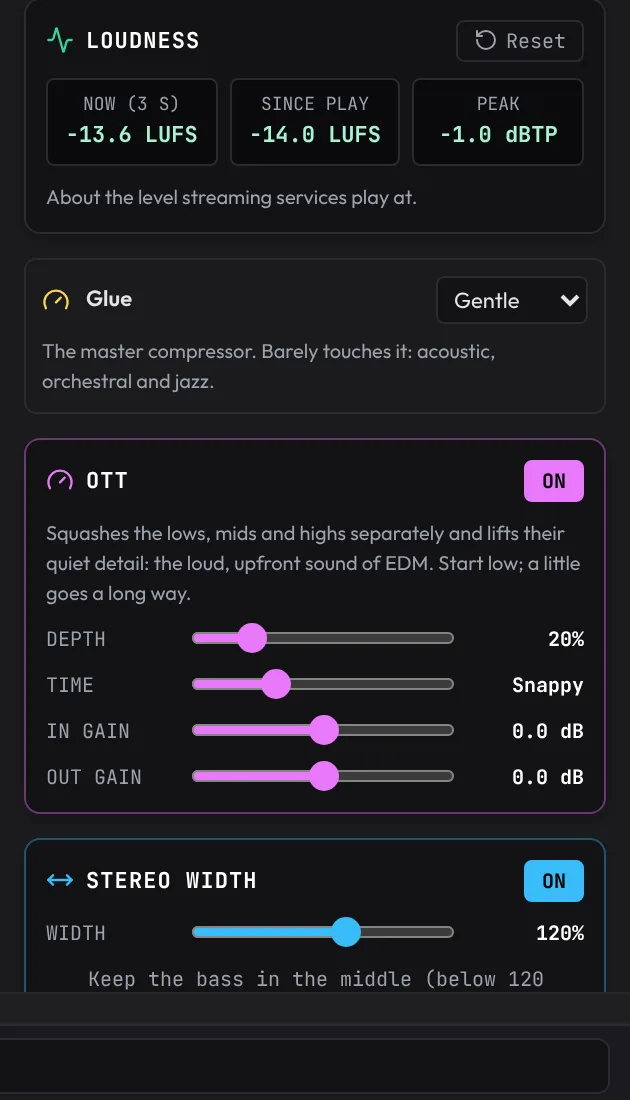 LOUDNESS
Reset
NOW (3 S)
-13.6 LUFS
SINCE PLAY
-14.0 LUFS
PEAK
-1.0 dBTP
About the level streaming services play at.
Glue
Gentle
The master compressor. Barely touches it: acoustic,
orchestral and jazz.
OTT
ON
Squashes the lows, mids and highs separately and lifts their
quiet detail: the loud, upfront sound of EDM. Start low; a little
goes a long way.
DEPTH
20%
TIME
Snappy
IN GAIN
0.0 dB
OUT GAIN
0.0 dB
STEREO WIDTH
ON
WIDTH
120%
Keep the bass in the middle (below 120